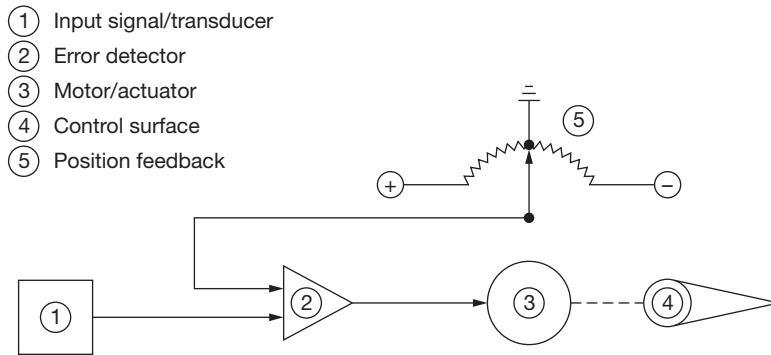 1 Input signal/transducer
2 Error detector
3 Motor/actuator
4 Control surface
5 Position feedback
5
+ −
1 2 3 4